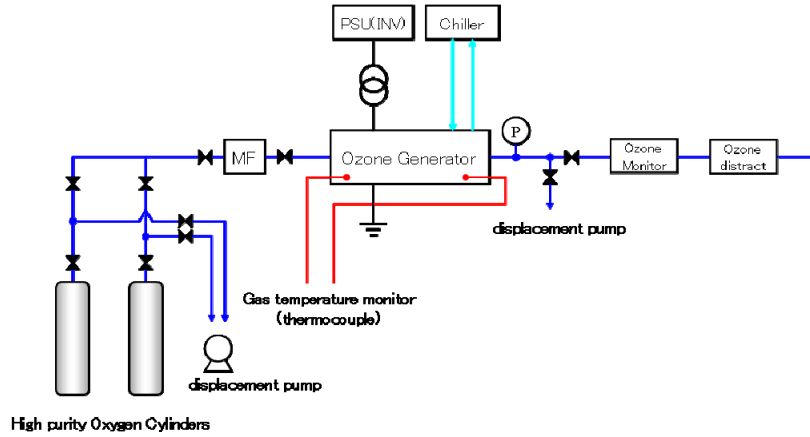 PSU(INV)
Chiller
MF
Ozone Generator
P
Ozone
Monitor
Ozone
distract
displacement pump
Gas temperature monitor
(thermocouple)
displacement pump
High purity Oxygen Cylinders